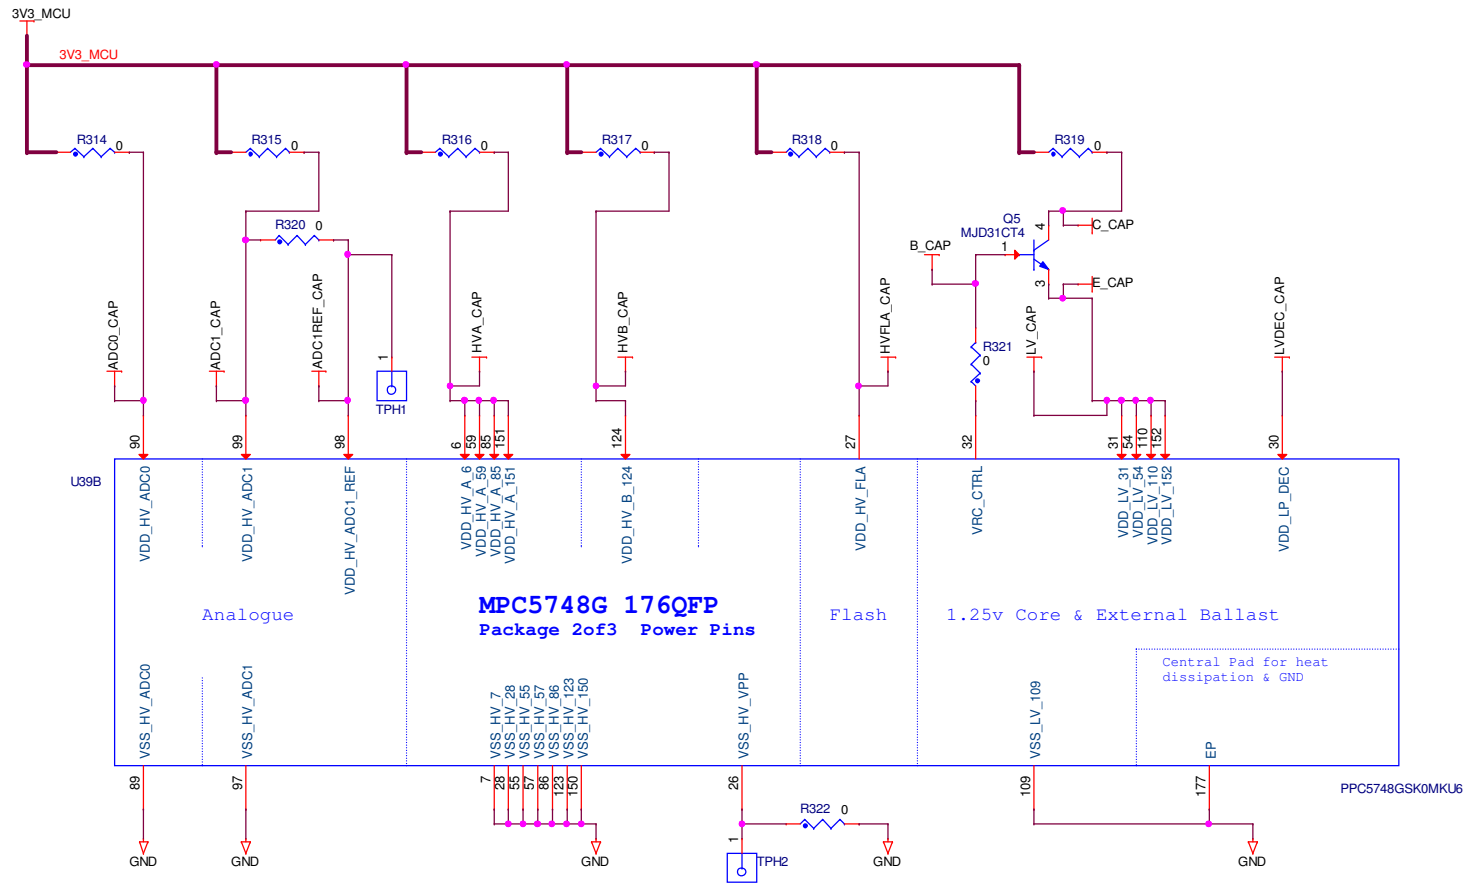 3V3_MCU
3V3_MCU
R314 0
R315 0
R316 0
R317 0
R318 0
R319 0
R320 0
Q5
MJD31CT4
1
4
3
C_CAP
E_CAP
B_CAP
R321
0
ADC0_CAP
ADC1_CAP
ADC1REF_CAP
1
TPH1
HVA_CAP
HVB_CAP
HVFLA_CAP
LV_CAP
LVDEC_CAP
90
99
98
6
59
85
151
124
27
32
31
54
110
152
30
U39B
VDD_HV_ADC0
VDD_HV_ADC1
VDD_HV_ADC1_REF
VDD_HV_A_6
VDD_HV_A_59
VDD_HV_A_85
VDD_HV_A_151
VDD_HV_B_124
VDD_HV_FLA
VRC_CTRL
VDD_LV_31
VDD_LV_54
VDD_LV_110
VDD_LV_152
VDD_LP_DEC
Analogue
MPC5748G 176QFP
Package 2of3 Power Pins
Flash
1.25v Core & External Ballast
Central Pad for heat
dissipation & GND
VSS_HV_ADC0
VSS_HV_ADC1
VSS_HV_7
VSS_HV_28
VSS_HV_55
VSS_HV_57
VSS_HV_86
VSS_HV_123
VSS_HV_150
VSS_HV_VPP
VSS_LV_109
EP
89
97
7
28
55
57
86
123
150
26
109
177
PPC5748GSK0MKU6
R322 0
1
TPH2
GND
GND
GND
GND
GND